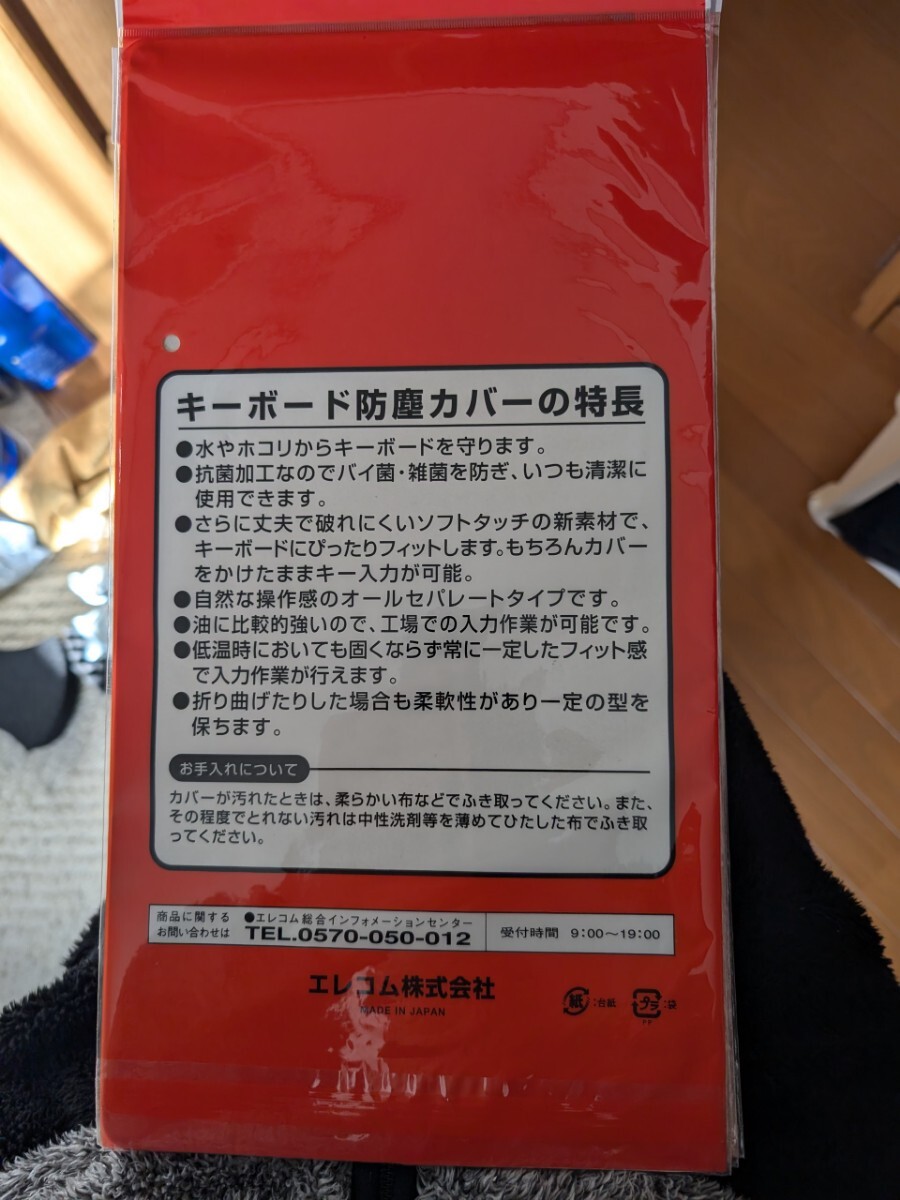 キーボード防塵カバーの特長
●水やホコリからキーボードを守ります。
●抗菌加工なのでバイ菌・雑菌を防ぎ、いつも清潔に
使用できます。
●さらに丈夫で破れにくいソフトタッチの新素材で、
キーボードにぴったりフィットします。もちろんカバー
をかけたままキー入力が可能。
●自然な操作感のオールセパレートタイプです。
●油に比較的強いので、工場での入力作業が可能です。
●低温時においても固くならず常に一定したフィット感
で入力作業が行えます。
●折り曲げたりした場合も柔軟性があり一定の型を
保ちます。
お手入れについて
カバーが汚れたときは、柔らかい布などでふき取ってください。また、
その程度でとれない汚れは中性洗剤等を薄めてひたした布でふき取
ってください。
商品に関する
お問い合わせは
●エレコム総合インフォメーションセンター
TEL.0570-050-012
受付時間 9:00〜19:00
エレコム株式会社
MADE IN JAPAN
紙 :台紙
プラ :袋
PP